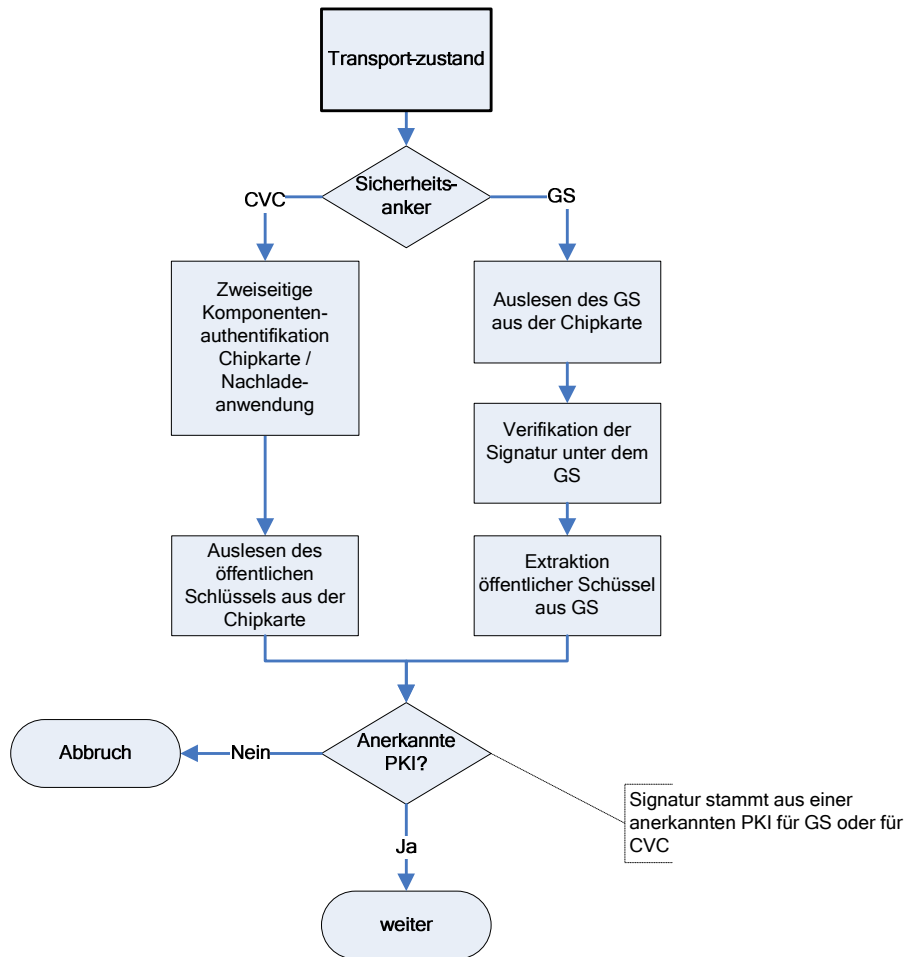 Transport-zustand
Sicherheits-
anker
CVC
GS
Zweiseitige
Komponenten-
authentifikation
Chipkarte /
Nachlade-
anwendung
Auslesen des GS
aus der Chipkarte
Verifikation der
Signatur unter dem
GS
Auslesen des
öffentlichen
Schlüssels aus der
Chipkarte
Extraktion
öffentlicher Schüssel
aus GS
Abbruch
Nein
Anerkannte
PKI?
Signatur stammt aus einer
anerkannten PKI für GS oder für
CVC
Ja
weiter